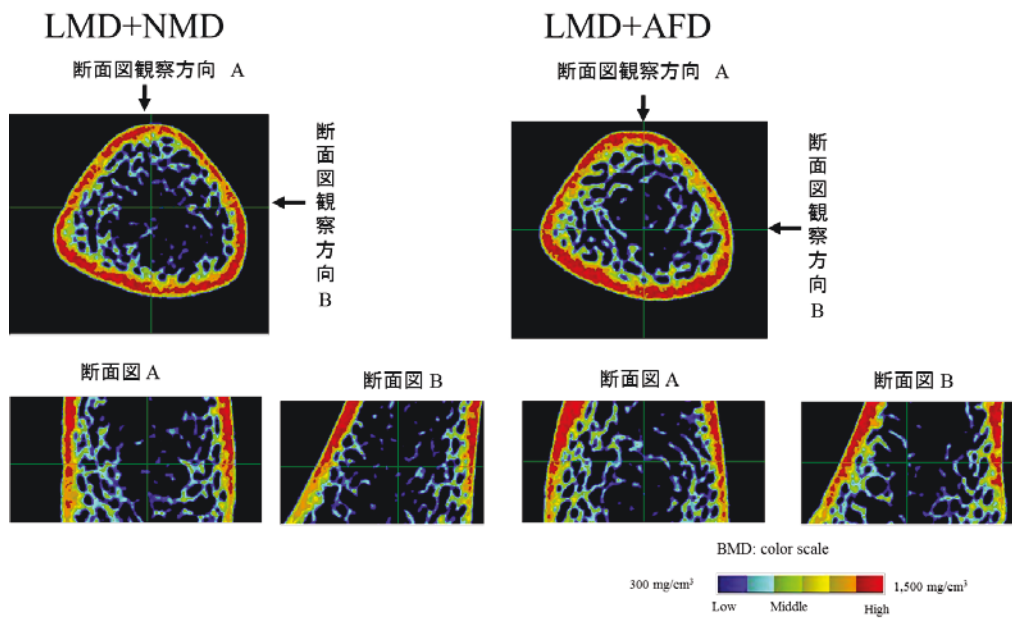 LMD+NMD
断面図観察方向 A
断面図観察方向 B
断面図 A
断面図 B
LMD+AFD
断面図観察方向 A
断面図観察方向 B
断面図 A
断面図 B
BMD: color scale
300 mg/cm³
1,500 mg/cm³
Low
Middle
High